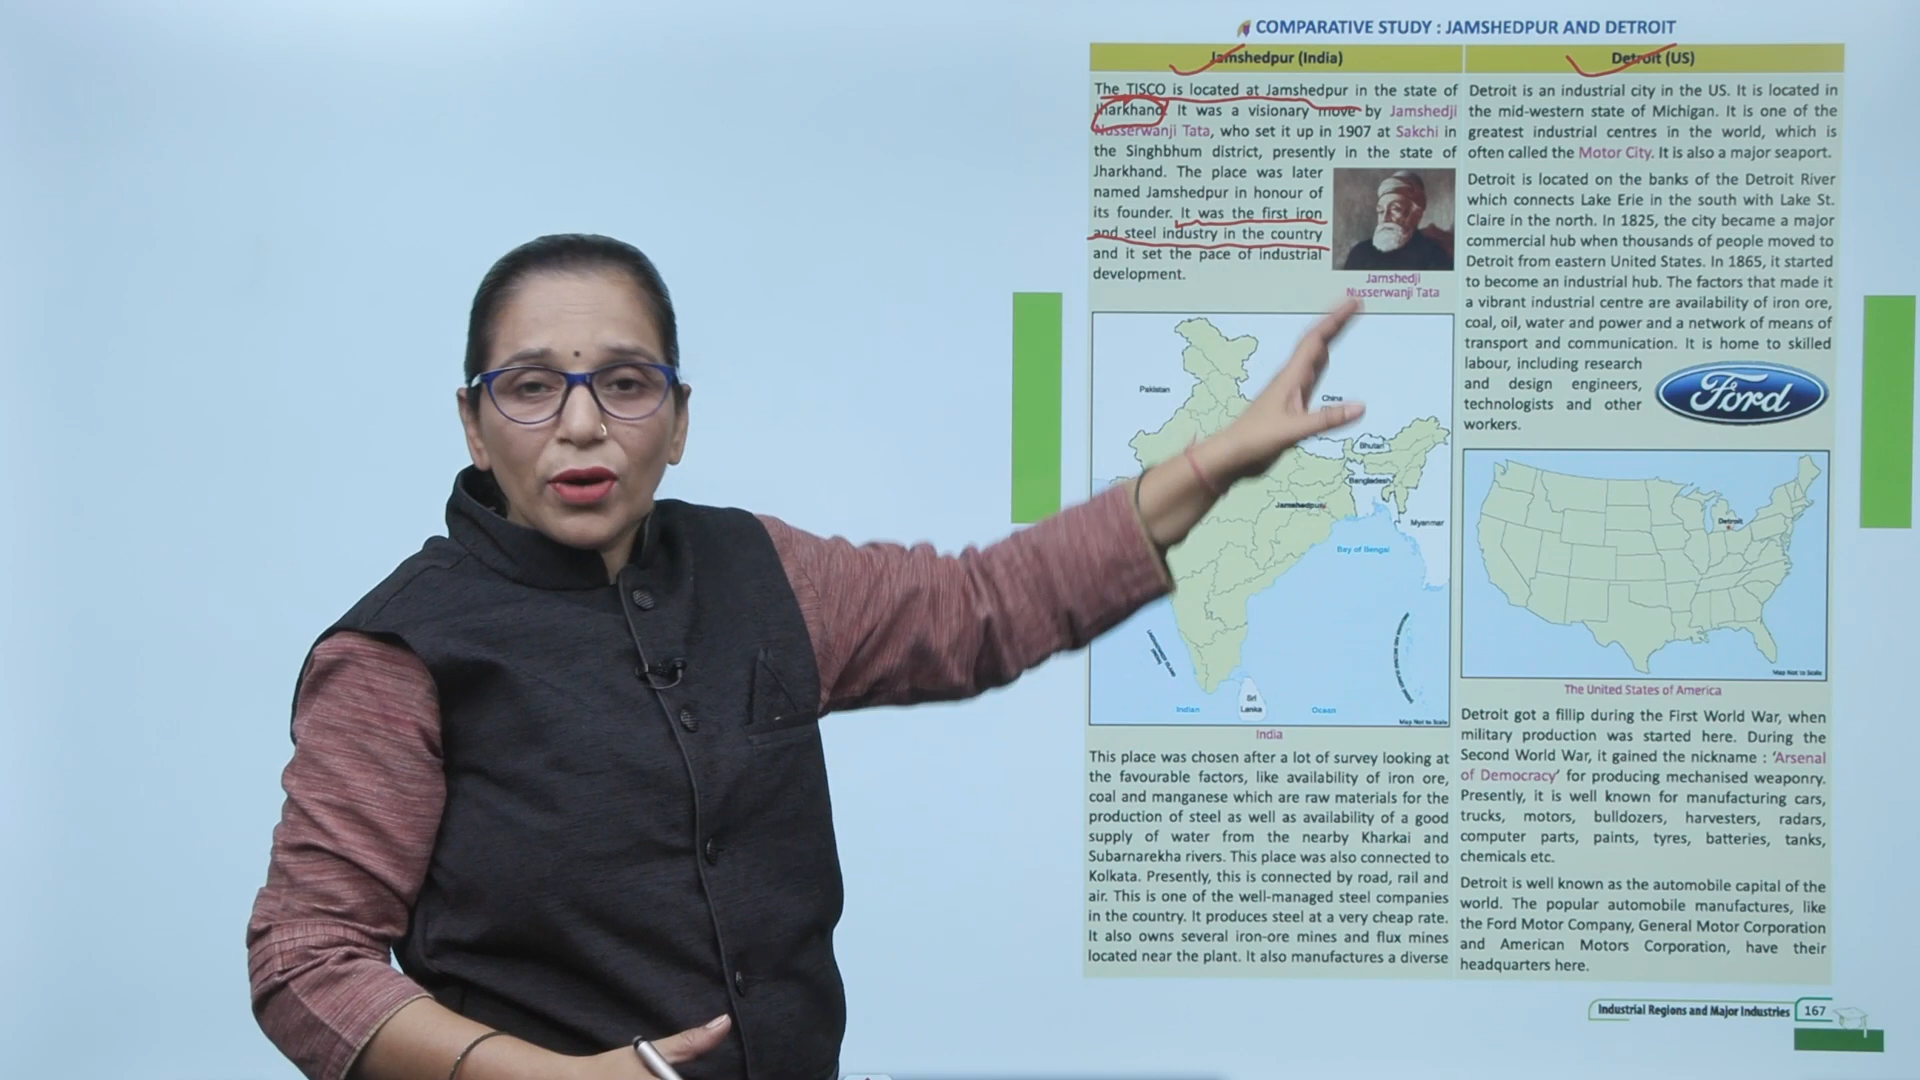 COMPARATIVE STUDY : JAMSHEDPUR AND DETROIT
Jamshedpur (India)
The TISCO is located at Jamshedpur in the state of
Jharkhand. It was a visionary move by Jamshedji
Nusserwanji Tata, who set it up in 1907 at Sakchi in
the Singhbhum district, presently in the state of
Jharkhand. The place was later
named Jamshedpur in honour of
its founder. It was the first iron
and steel industry in the country
and it set the pace of industrial
development.
Jamshedji
Nusserwanji Tata
Pakistan
China
Bhutan
Bangladesh
Jamshedpur
Myanmar
Bay of Bengal
Sri
Lanka
Indian
Ocean
Map Not to Scale
India
This place was chosen after a lot of survey looking at
the favourable factors, like availability of iron ore,
coal and manganese which are raw materials for the
production of steel as well as availability of a good
supply of water from the nearby Kharkai and
Subarnarekha rivers. This place was also connected to
Kolkata. Presently, this is connected by road, rail and
air. This is one of the well-managed steel companies
in the country. It produces steel at a very cheap rate.
It also owns several iron-ore mines and flux mines
located near the plant. It also manufactures a diverse
Detroit (US)
Detroit is an industrial city in the US. It is located in
the mid-western state of Michigan. It is one of the
greatest industrial centres in the world, which is
often called the Motor City. It is also a major seaport.
Detroit is located on the banks of the Detroit River
which connects Lake Erie in the south with Lake St.
Claire in the north. In 1825, the city became a major
commercial hub when thousands of people moved to
Detroit from eastern United States. In 1865, it started
to become an industrial hub. The factors that made it
a vibrant industrial centre are availability of iron ore,
coal, oil, water and power and a network of means of
transport and communication. It is home to skilled
labour, including research
and design engineers,
technologists and other
workers.
Ford
Detroit
Map Not to Scale
The United States of America
Detroit got a fillip during the First World War, when
military production was started here. During the
Second World War, it gained the nickname : 'Arsenal
of Democracy' for producing mechanised weaponry.
Presently, it is well known for manufacturing cars,
trucks, motors, bulldozers, harvesters, radars,
computer parts, paints, tyres, batteries, tanks,
chemicals etc.
Detroit is well known as the automobile capital of the
world. The popular automobile manufactures, like
the Ford Motor Company, General Motor Corporation
and American Motors Corporation, have their
headquarters here.
Industrial Regions and Major Industries 167